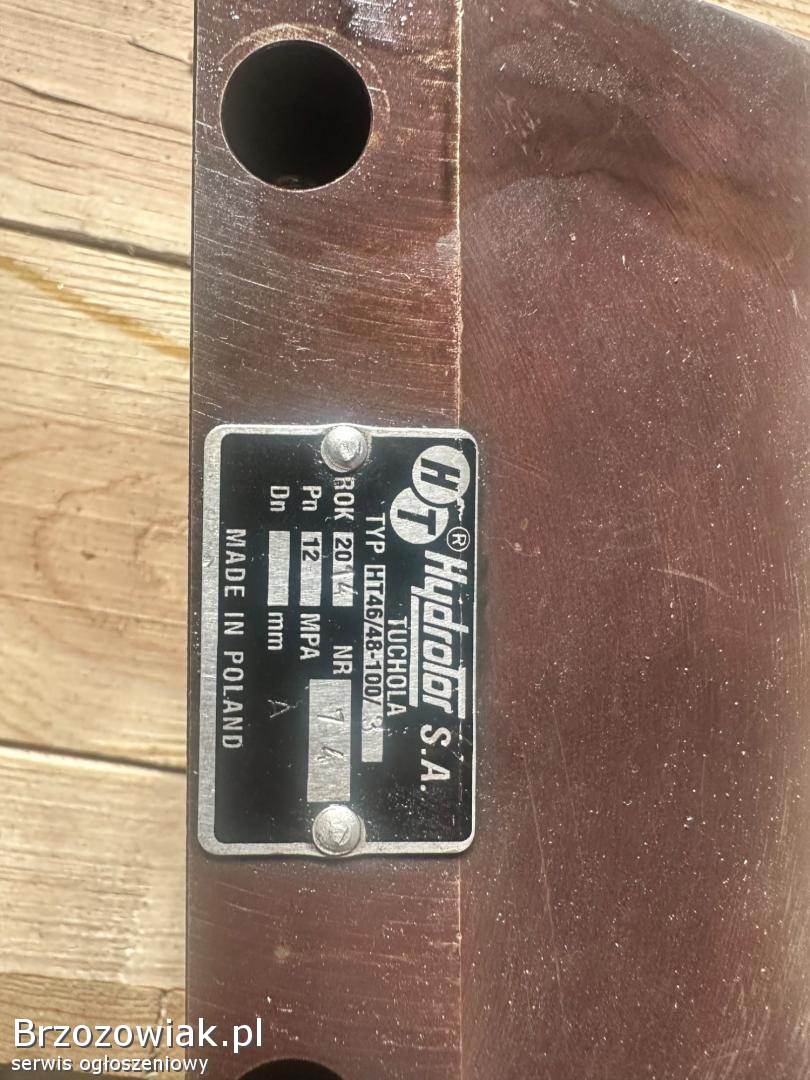 HT ® Hydrotor S.A.
TUCHOLA
TYP HT46/48-100/3
ROK 2014 NR 74
Pn 12 MPA
Dn mm A
MADE IN POLAND
Brzozowiak.pl
serwis ogłoszeniowy